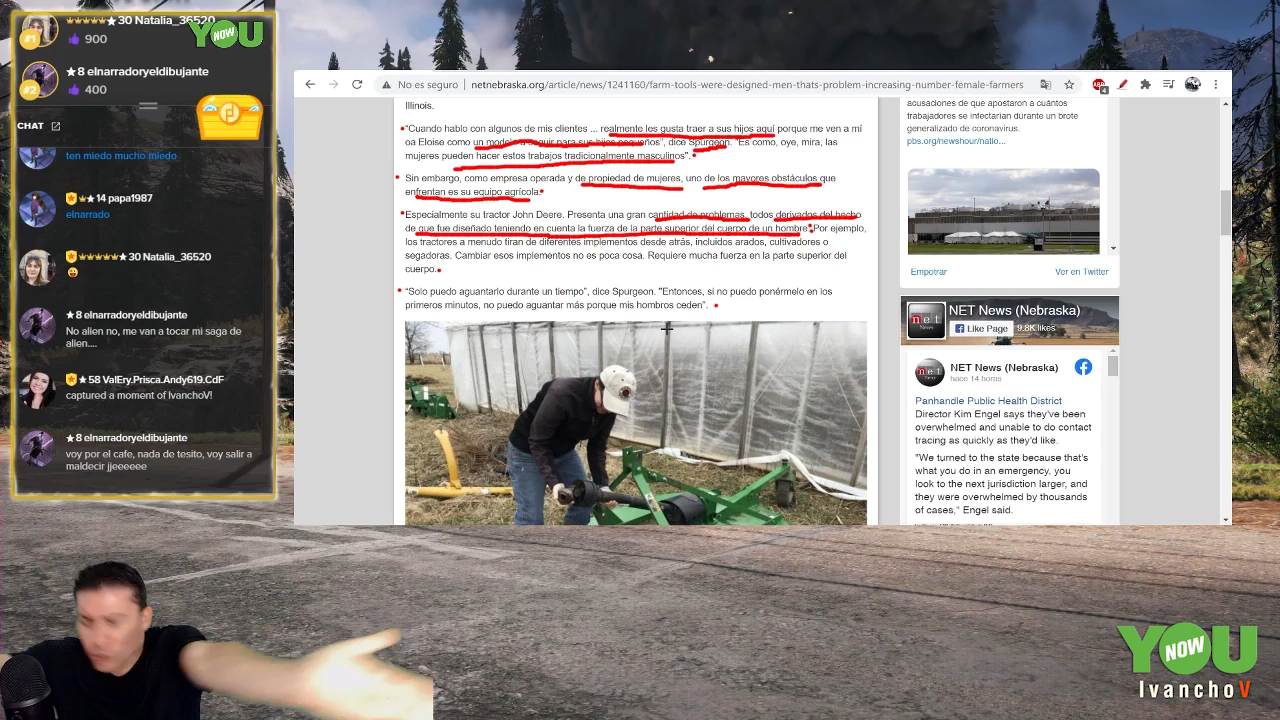 30 Natalia_36520
#1
900
YOU
NOW
8 elnarradoryeldibujante
#2
400
CHAT
ten miedo mucho miedo
14 papa1987
elnarrado
30 Natalia_36520
8 elnarradoryeldibujante
No alien no, me van a tocar mi saga de
alien....
58 ValEry.Prisca.Andy619.CdF
captured a moment of IvanchoV!
8 elnarradoryeldibujante
voy por el cafe, nada de tesito, voy salir a
maldecir jjeeeeee
No es seguro
netnebraska.org/article/news/1241160/farm-tools-were-designed-men-thats-problem-increasing-number-female-farmers
4
Illinois.
"Cuando hablo con algunos de mis clientes ... realmente les gusta traer a sus hijos aquí porque me ven a mí
oa Eloise como un modelo a seguir para sus hijos pequeños", dice Spurgeon. "Es como, oye, mira, las
mujeres pueden hacer estos trabajos tradicionalmente masculinos".
Sin embargo, como empresa operada y de propiedad de mujeres, uno de los mayores obstáculos que
enfrentan es su equipo agrícola.
Especialmente su tractor John Deere. Presenta una gran cantidad de problemas, todos derivados del hecho
de que fue diseñado teniendo en cuenta la fuerza de la parte superior del cuerpo de un hombre. Por ejemplo,
los tractores a menudo tiran de diferentes implementos desde atrás, incluidos arados, cultivadores o
segadoras. Cambiar esos implementos no es poca cosa. Requiere mucha fuerza en la parte superior del
cuerpo.
"Solo puedo aguantarlo durante un tiempo", dice Spurgeon. "Entonces, si no puedo ponérmelo en los
primeros minutos, no puedo aguantar más porque mis hombros ceden".
acusaciones de que apostaron a cuántos
trabajadores se infectarían durante un brote
generalizado de coronavirus.
pbs.org/newshour/natio...
Empotrar
Ver en Twitter
net
News
NET News (Nebraska)
Like Page
9.8K likes
net
News
NET News (Nebraska)
hace 14 horas
Panhandle Public Health District
Director Kim Engel says they've been
overwhelmed and unable to do contact
tracing as quickly as they'd like.
"We turned to the state because that's
what you do in an emergency, you
look to the next jurisdiction larger, and
they were overwhelmed by thousands
of cases," Engel said.
YOU
NOW
IvanchoV